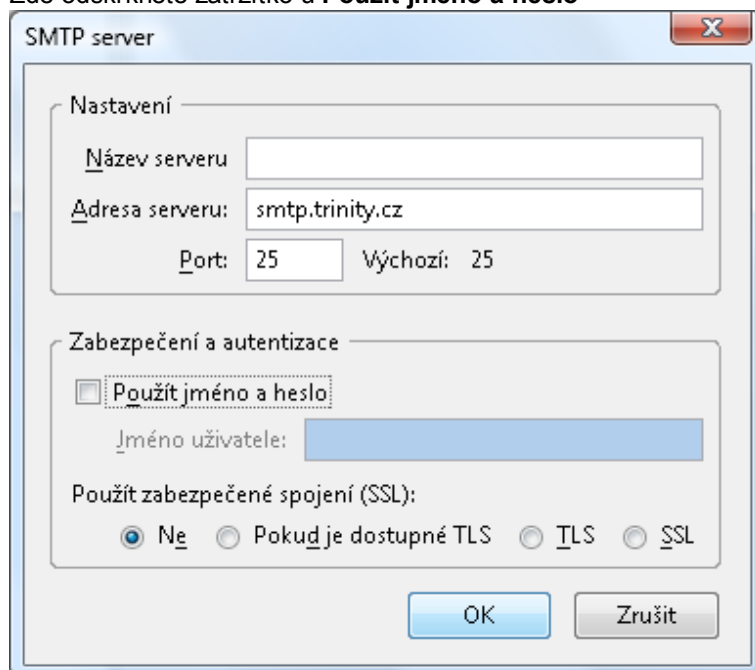 Zde odškrkněte zatržítko u Použít jméno a heslo
SMTP server
Nastavení
Název serveru
Adresa serveru: smtp.trinity.cz
Port: 25 Výchozí: 25
Zabezpečení a autentizace
Použít jméno a heslo
Jméno uživatele:
Použít zabezpečené spojení (SSL):
Ne Pokud je dostupné TLS TLS SSL
OK Zrušit